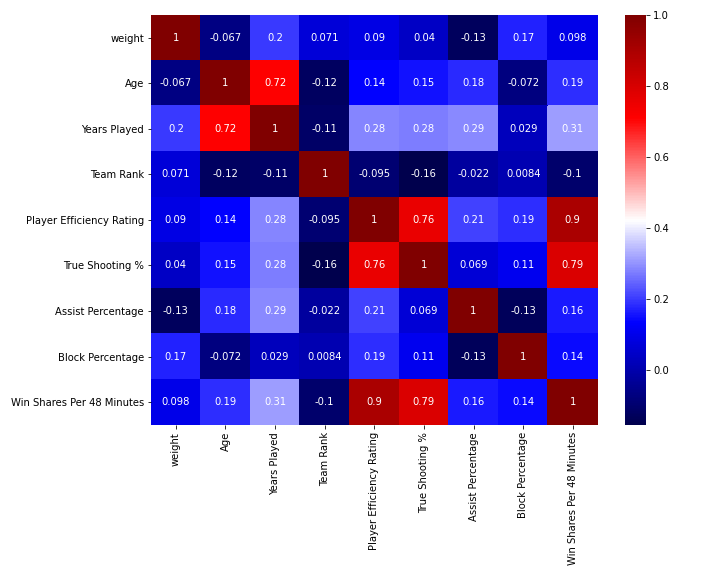 weight 1 -0.067 0.2 0.071 0.09 0.04 -0.13 0.17 0.098
Age -0.067 1 0.72 -0.12 0.14 0.15 0.18 -0.072 0.19
Years Played 0.2 0.72 1 -0.11 0.28 0.28 0.29 0.029 0.31
Team Rank 0.071 -0.12 -0.11 1 -0.095 -0.16 -0.022 0.0084 -0.1
Player Efficiency Rating 0.09 0.14 0.28 -0.095 1 0.76 0.21 0.19 0.9
True Shooting % 0.04 0.15 0.28 -0.16 0.76 1 0.069 0.11 0.79
Assist Percentage -0.13 0.18 0.29 -0.022 0.21 0.069 1 -0.13 0.16
Block Percentage 0.17 -0.072 0.029 0.0084 0.19 0.11 -0.13 1 0.14
Win Shares Per 48 Minutes 0.098 0.19 0.31 -0.1 0.9 0.79 0.16 0.14 1
weight
Age
Years Played
Team Rank
Player Efficiency Rating
True Shooting %
Assist Percentage
Block Percentage
Win Shares Per 48 Minutes
1.0
0.8
0.6
0.4
0.2
0.0